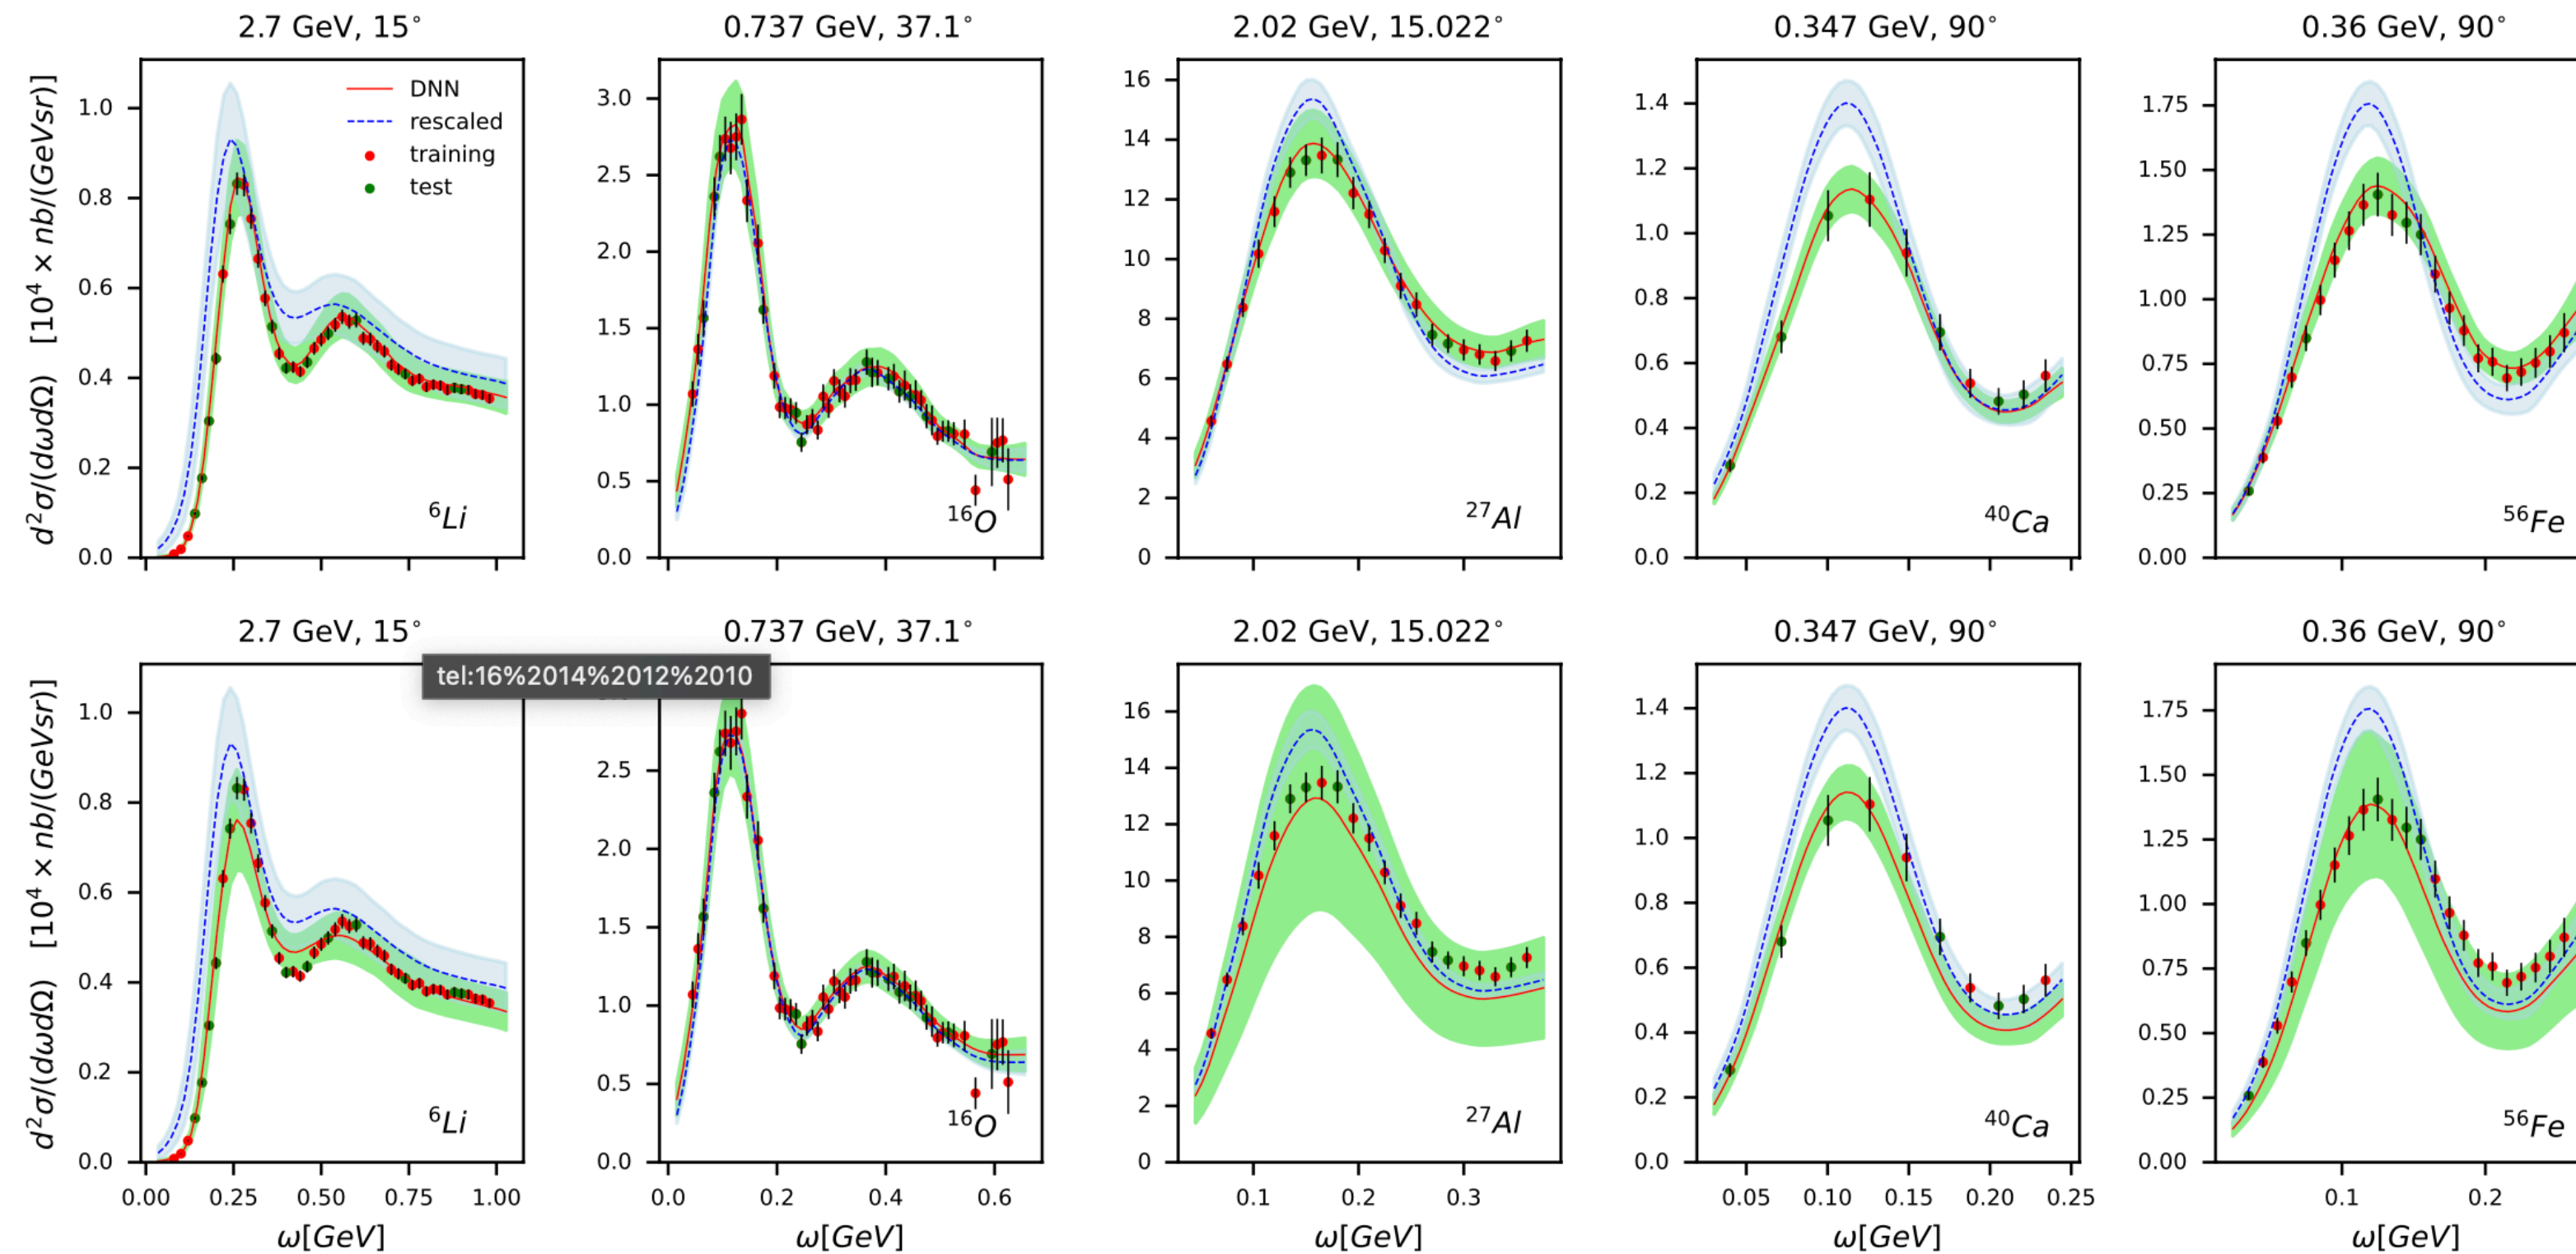 2.7 GeV, 15°
0.737 GeV, 37.1°
2.02 GeV, 15.022°
0.347 GeV, 90°
0.36 GeV, 90°
d²σ/(dωdΩ) [10⁴ × nb/(GeVsr)]
1.0
0.8
0.6
0.4
0.2
0.0
DNN
rescaled
training
test
⁶Li
3.0
2.5
2.0
1.5
1.0
0.5
0.0
¹⁶O
16
14
12
10
8
6
4
2
0
²⁷Al
1.4
1.2
1.0
0.8
0.6
0.4
0.2
0.0
⁴⁰Ca
1.75
1.50
1.25
1.00
0.75
0.50
0.25
0.00
⁵⁶Fe
2.7 GeV, 15°
0.737 GeV, 37.1°
2.02 GeV, 15.022°
0.347 GeV, 90°
0.36 GeV, 90°
tel:16%2014%2012%2010
d²σ/(dωdΩ) [10⁴ × nb/(GeVsr)]
1.0
0.8
0.6
0.4
0.2
0.0
⁶Li
0.00 0.25 0.50 0.75 1.00
ω[GeV]
2.5
2.0
1.5
1.0
0.5
0.0
¹⁶O
0.0 0.2 0.4 0.6
ω[GeV]
16
14
12
10
8
6
4
2
0
²⁷Al
0.1 0.2 0.3
ω[GeV]
1.4
1.2
1.0
0.8
0.6
0.4
0.2
0.0
⁴⁰Ca
0.05 0.10 0.15 0.20 0.25
ω[GeV]
1.75
1.50
1.25
1.00
0.75
0.50
0.25
0.00
⁵⁶Fe
0.1 0.2
ω[GeV]